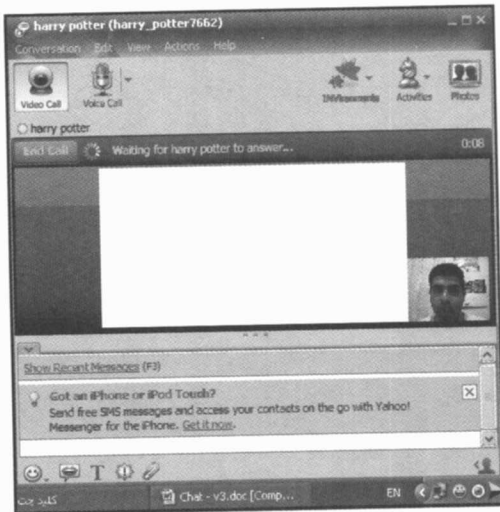 harry potter (harry_potter7662)
Conversation Edit View Actions Help
Video Call Voice Call IMVironments Activities Photos
harry potter
End Call Waiting for harry potter to answer... 0:08
Show Recent Messages (F3)
Got an iPhone or iPod Touch?
Send free SMS messages and access your contacts on the go with Yahoo!
Messenger for the iPhone. Get it now.
کلید چت Chat - v3.doc [Comp... EN